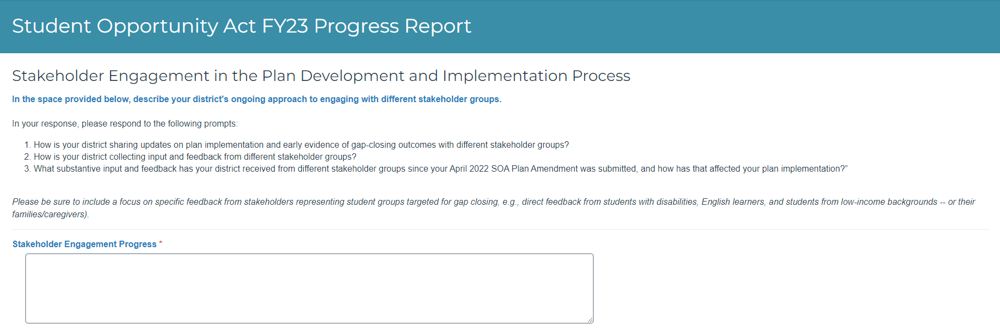 Student Opportunity Act FY23 Progress Report
Stakeholder Engagement in the Plan Development and Implementation Process
In the space provided below, describe your district's ongoing approach to engaging with different stakeholder groups.
In your response, please respond to the following prompts:
1. How is your district sharing updates on plan implementation and early evidence of gap-closing outcomes with different stakeholder groups?
2. How is your district collecting input and feedback from different stakeholder groups?
3. What substantive input and feedback has your district received from different stakeholder groups since your April 2022 SOA Plan Amendment was submitted, and how has that affected your plan implementation?”
Please be sure to include a focus on specific feedback from stakeholders representing student groups targeted for gap closing, e.g., direct feedback from students with disabilities, English learners, and students from low-income backgrounds -- or their
families/caregivers).
Stakeholder Engagement Progress *